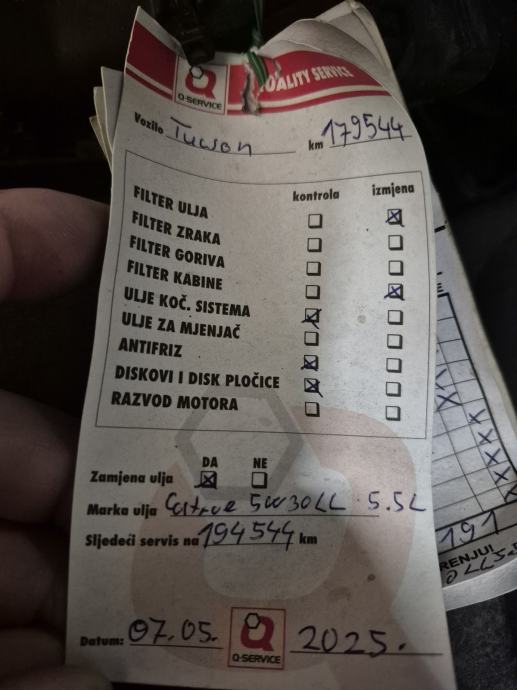 QUALITY SERVICE
Q-SERVICE
Vozilo Tucson km 179544
kontrola izmjena
FILTER ULJA ☐ ☒
FILTER ZRAKA ☐ ☐
FILTER GORIVA ☐ ☐
FILTER KABINE ☐ ☒
ULJE KOČ. SISTEMA ☒ ☐
ULJE ZA MJENJAČ ☐ ☐
ANTIFRIZ ☒ ☐
DISKOVI I DISK PLOČICE ☒ ☐
RAZVOD MOTORA ☐ ☐
DA NE
Zamjena ulja ☒ ☐
Marka ulja 5W30LL 5.5L
Sljedeći servis na 194544 km
Datum: 07.05. 2025.
Q-SERVICE
191